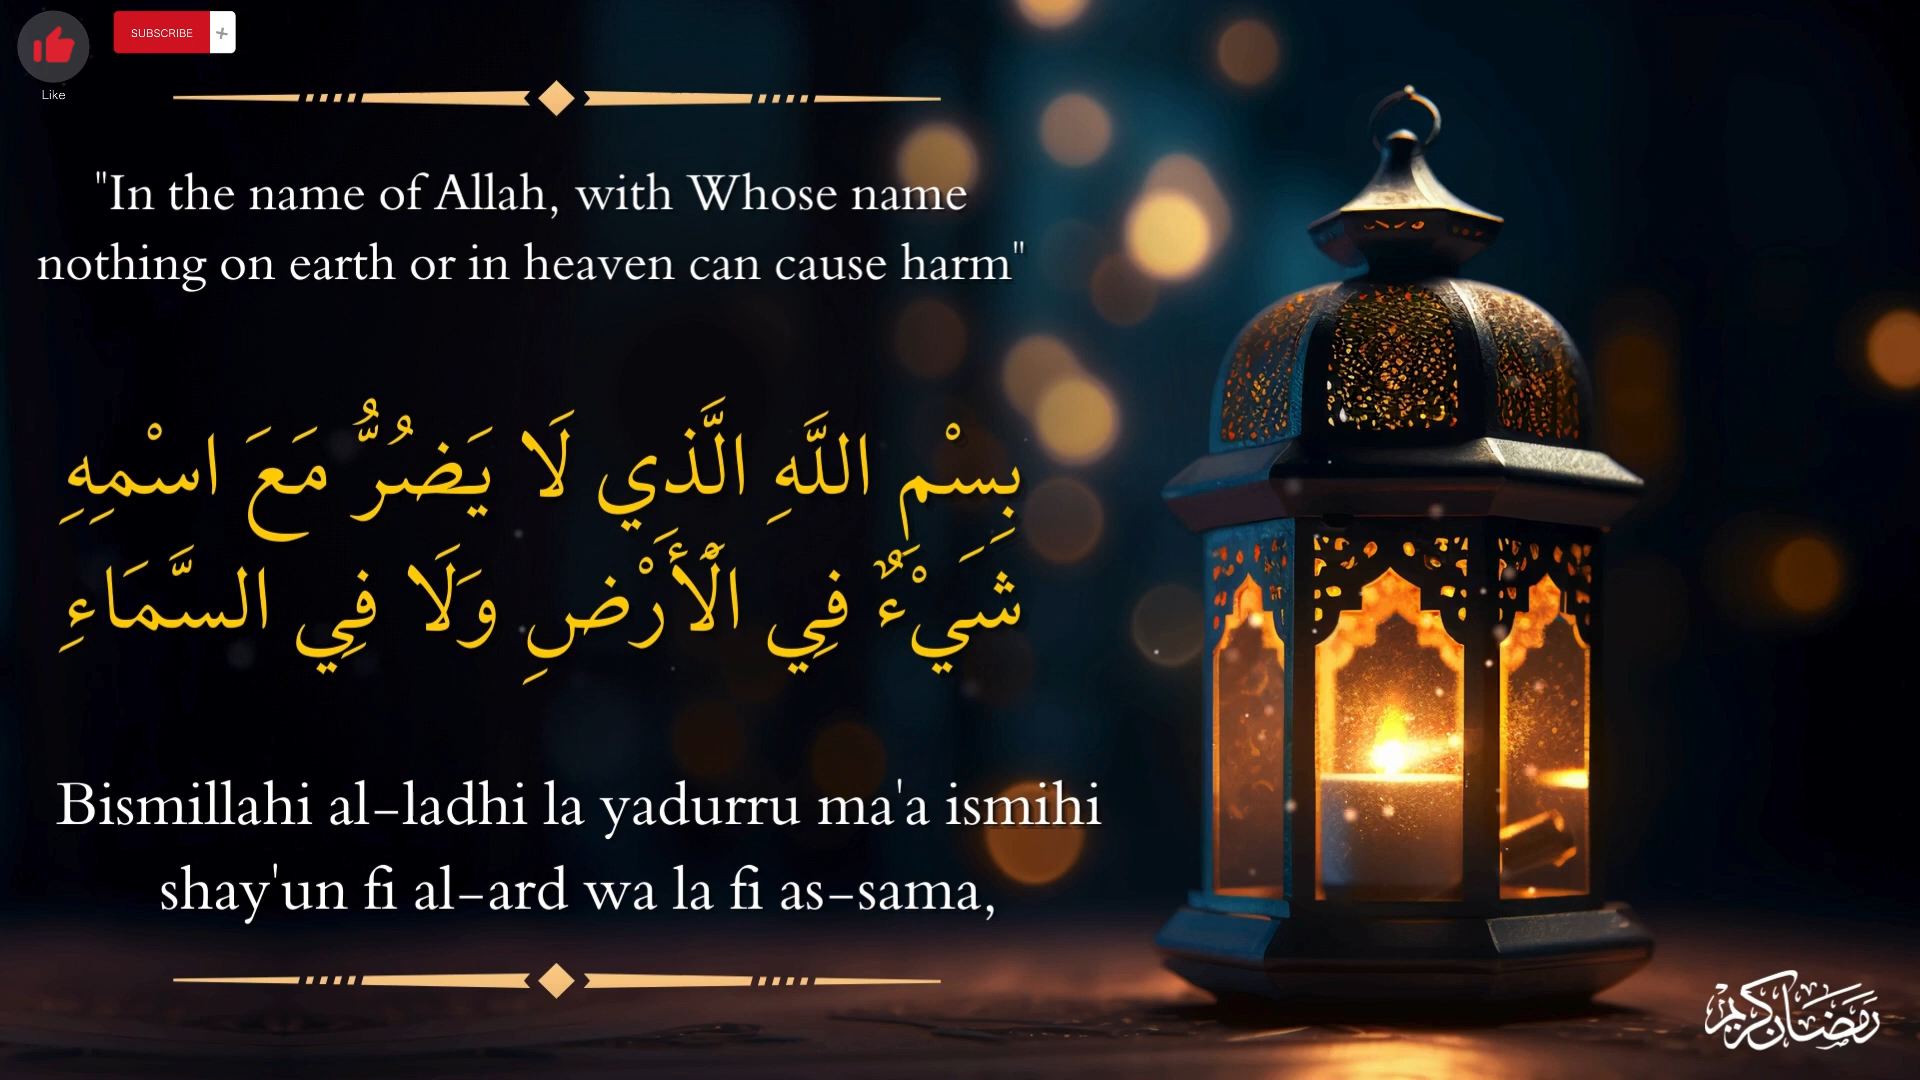 Like
SUBSCRIBE +
"In the name of Allah, with Whose name
nothing on earth or in heaven can cause harm"
بِسْمِ اللَّهِ الَّذِي لَا يَضُرُّ مَعَ اسْمِهِ
شَيْءٌ فِي الْأَرْضِ وَلَا فِي السَّمَاءِ
Bismillahi al-ladhi la yadurru ma'a ismihi
shay'un fi al-ard wa la fi as-sama,
رَمَضَان كَرِيم